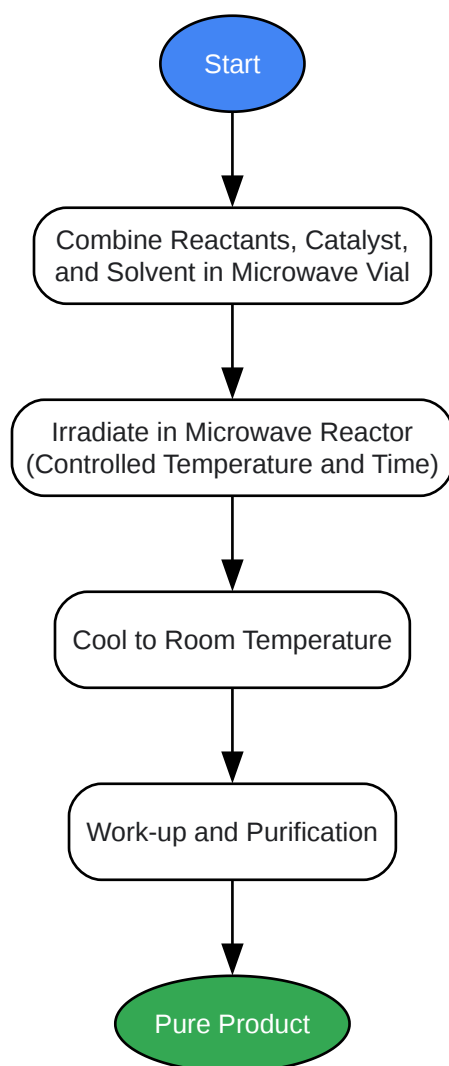 Start
Combine Reactants, Catalyst,
and Solvent in Microwave Vial
Irradiate in Microwave Reactor
(Controlled Temperature and Time)
Cool to Room Temperature
Work-up and Purification
Pure Product